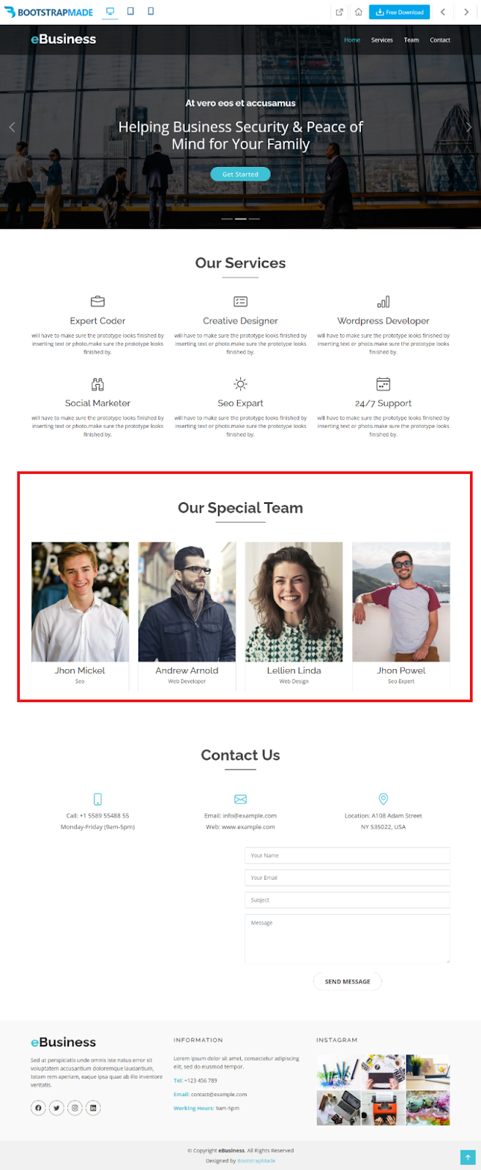 BOOTSTRAPMADE
Free Download
eBusiness
Home Services Team Contact
At vero eos et accusamus
Helping Business Security & Peace of
Mind for Your Family
Get Started
Our Services
Expert Coder
will have to make sure the prototype looks finished by
inserting text or photo.make sure the prototype looks
finished by.
Creative Designer
will have to make sure the prototype looks finished by
inserting text or photo.make sure the prototype looks
finished by.
Wordpress Developer
will have to make sure the prototype looks finished by
inserting text or photo.make sure the prototype looks
finished by.
Social Marketer
will have to make sure the prototype looks finished by
inserting text or photo.make sure the prototype looks
finished by.
Seo Expart
will have to make sure the prototype looks finished by
inserting text or photo.make sure the prototype looks
finished by.
24/7 Support
will have to make sure the prototype looks finished by
inserting text or photo.make sure the prototype looks
finished by.
Our Special Team
Jhon Mickel
Seo
Andrew Arnold
Web Developer
Lellien Linda
Web Design
Jhon Powel
Seo Expert
Contact Us
Call: +1 5589 55488 55
Monday-Friday (9am-5pm)
Email: info@example.com
Web: www.example.com
Location: A108 Adam Street
NY 535022, USA
Your Name
Your Email
Subject
Message
SEND MESSAGE
eBusiness
Sed ut perspiciatis unde omnis iste natus error sit
voluptatem accusantium doloremque laudantium,
totam rem aperiam, eaque ipsa quae ab illo inventore
veritatis.
INFORMATION
Lorem ipsum dolor sit amet, consectetur adipiscing
elit, sed do eiusmod tempor.
Tel: +123 456 789
Email: contact@example.com
Working Hours: 9am-5pm
INSTAGRAM
© Copyright eBusiness. All Rights Reserved
Designed by BootstrapMade